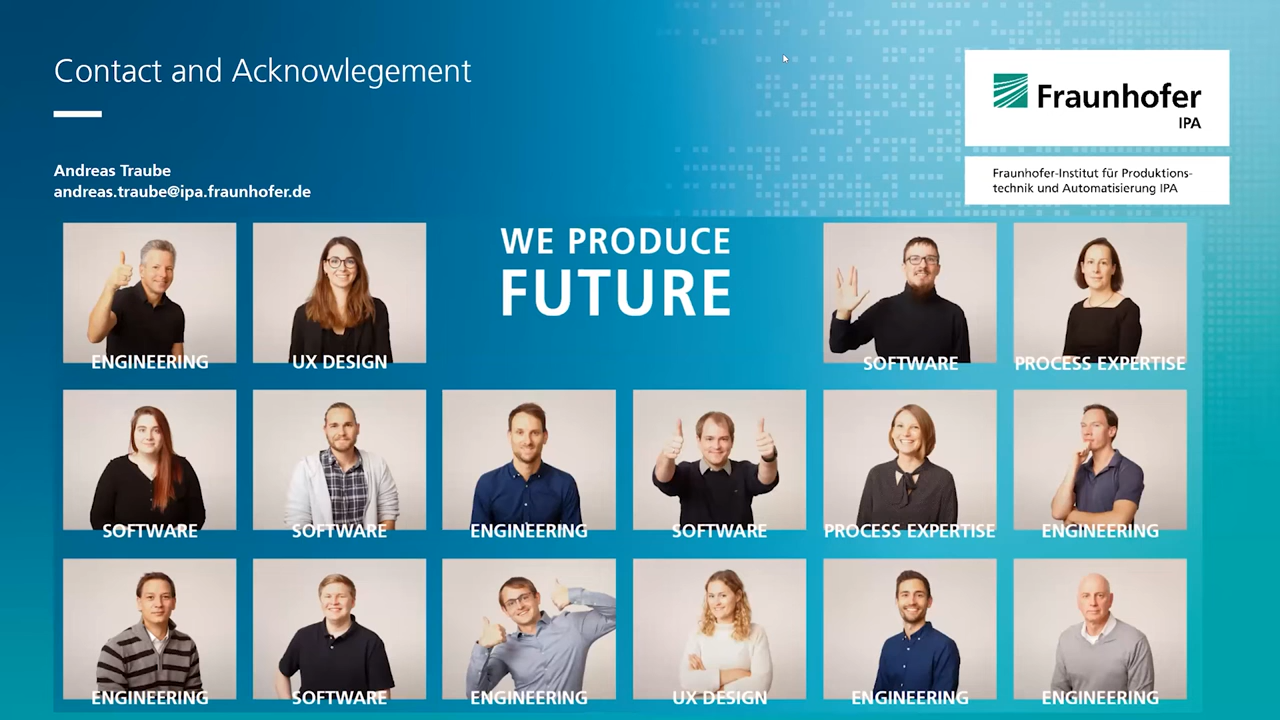 Contact and Acknowlegement
Fraunhofer
IPA
Fraunhofer-Institut für Produktions-
technik und Automatisierung IPA
Andreas Traube
andreas.traube@ipa.fraunhofer.de
WE PRODUCE
FUTURE
ENGINEERING
UX DESIGN
SOFTWARE
PROCESS EXPERTISE
SOFTWARE
SOFTWARE
ENGINEERING
SOFTWARE
PROCESS EXPERTISE
ENGINEERING
ENGINEERING
SOFTWARE
ENGINEERING
UX DESIGN
ENGINEERING
ENGINEERING